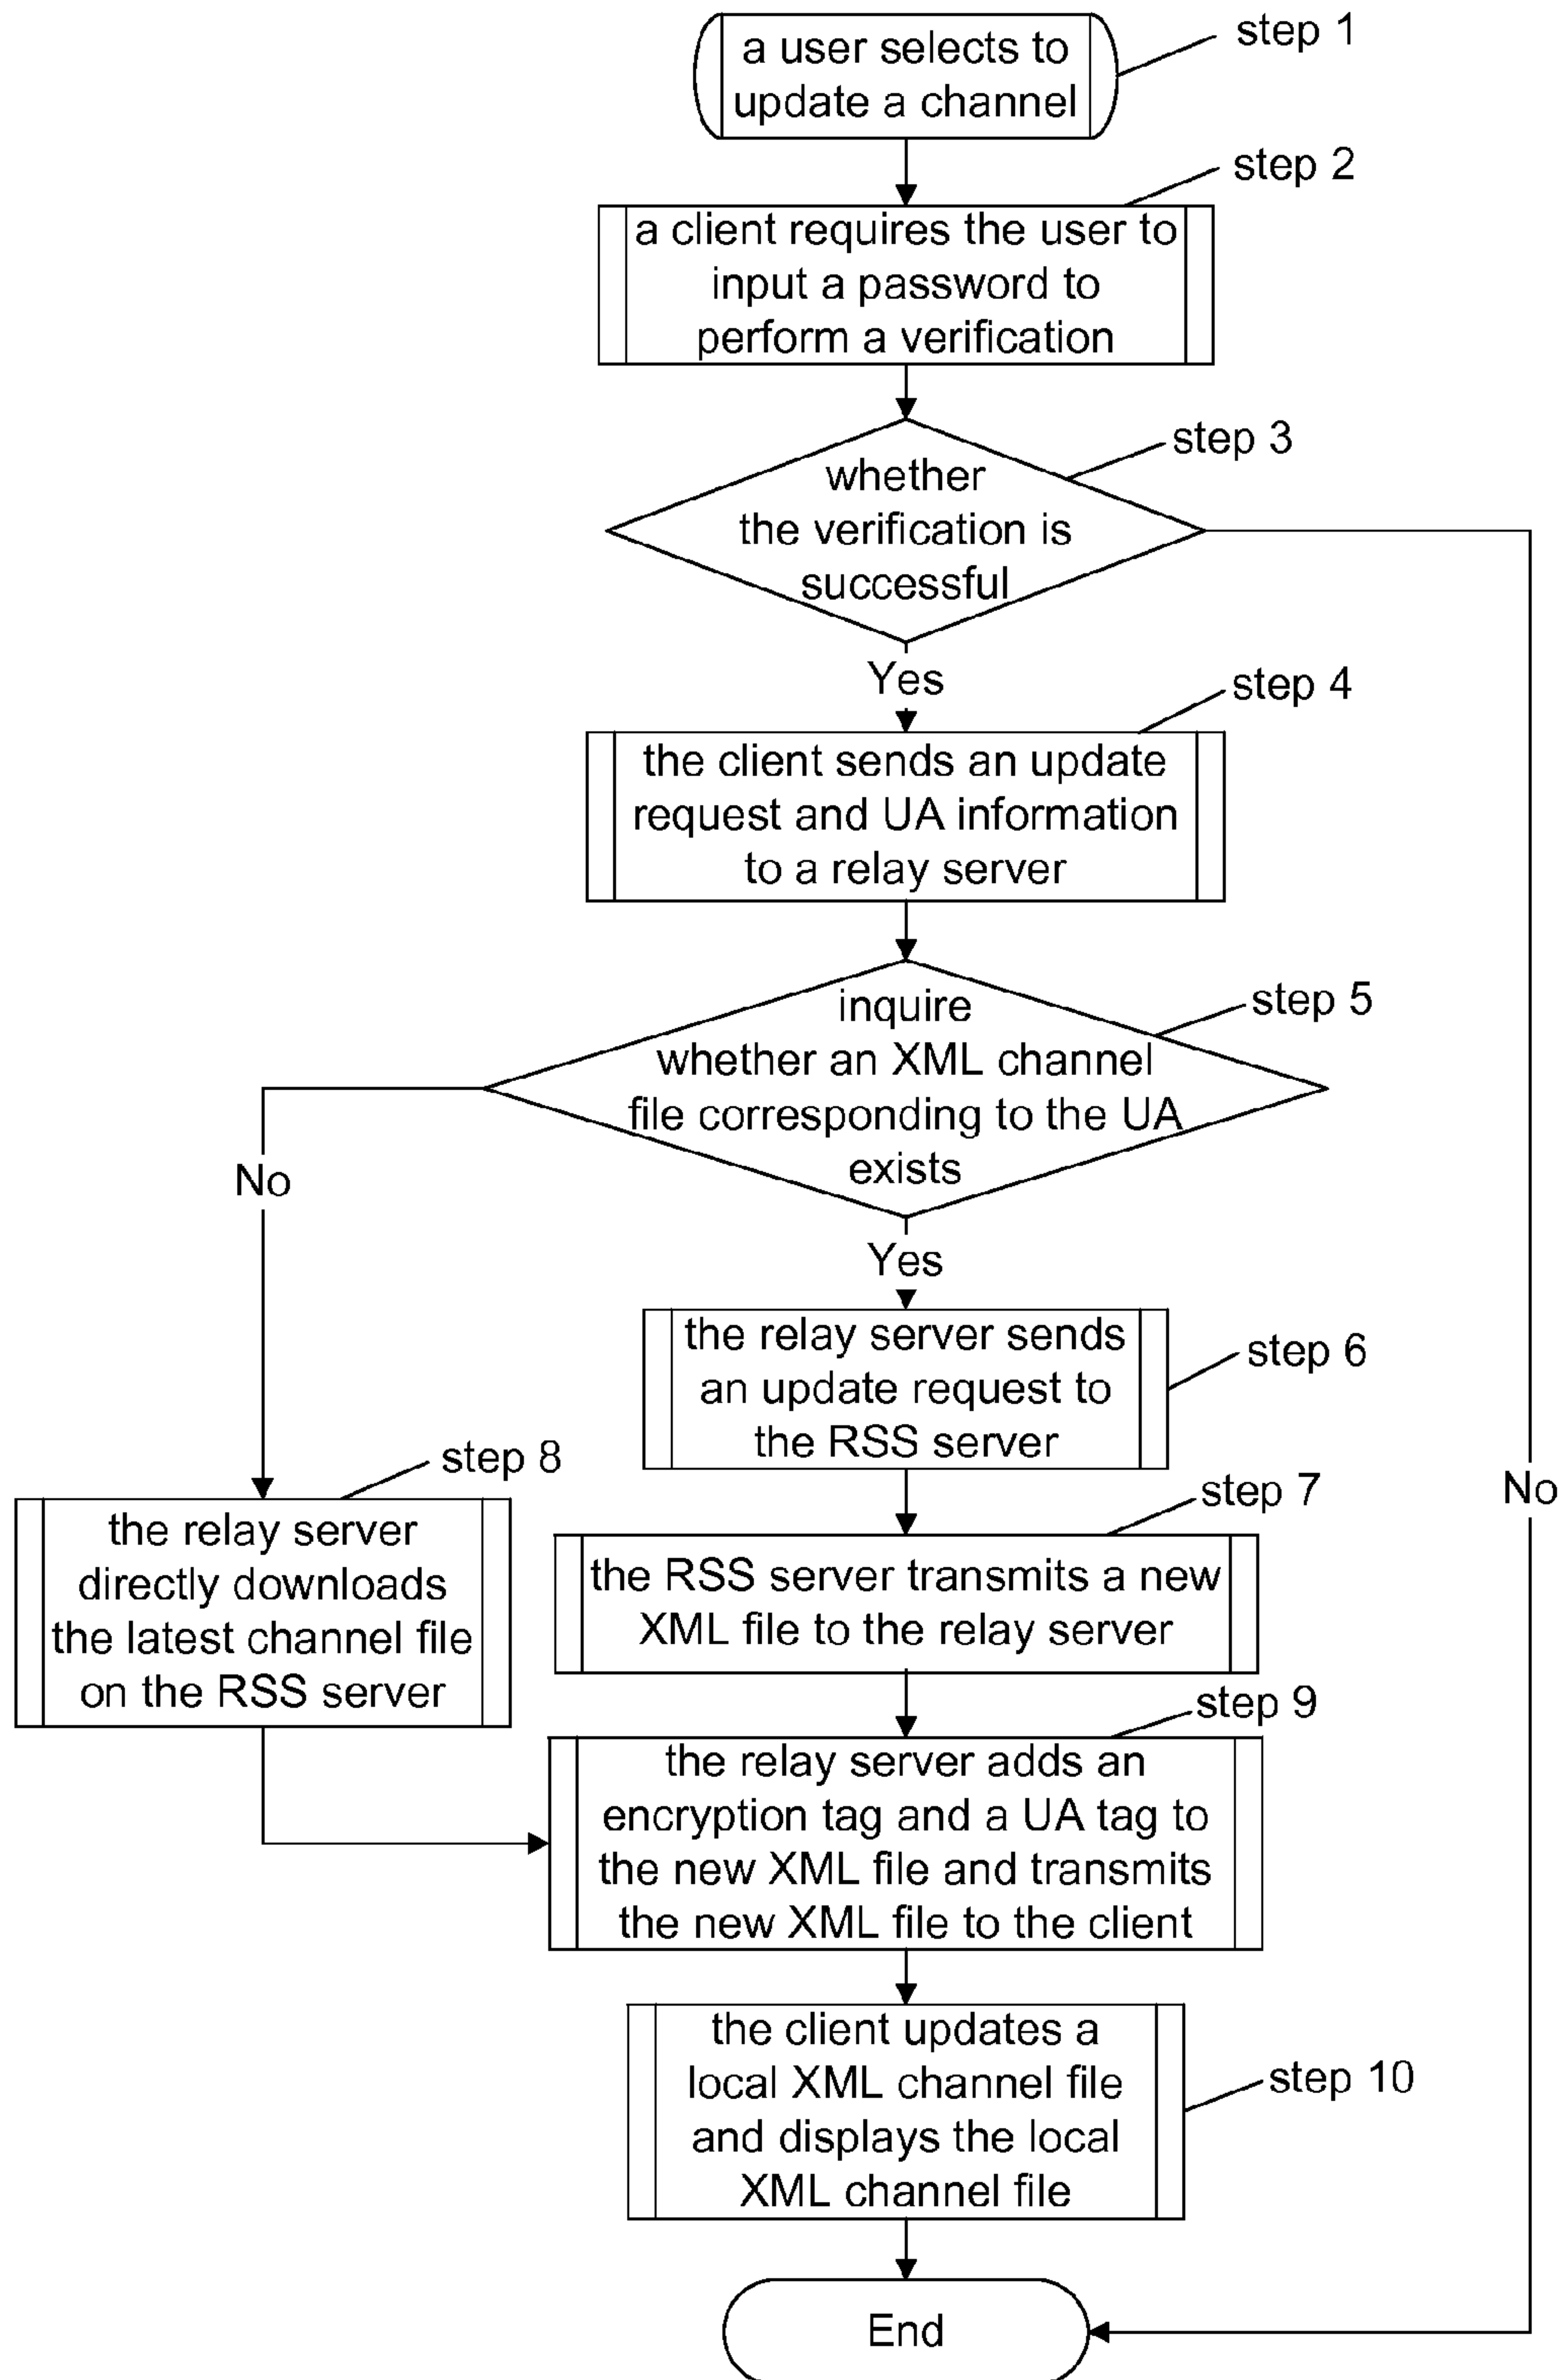 a user selects to
update a channel
step 1
a client requires the user to
input a password to
perform a verification
step 2
whether
the verification is
successful
step 3
Yes
No
the client sends an update
request and UA information
to a relay server
step 4
inquire
whether an XML channel
file corresponding to the UA
exists
step 5
No
Yes
the relay server sends
an update request to
the RSS server
step 6
the RSS server transmits a new
XML file to the relay server
step 7
the relay server
directly downloads
the latest channel file
on the RSS server
step 8
the relay server adds an
encryption tag and a UA tag to
the new XML file and transmits
the new XML file to the client
step 9
the client updates a
local XML channel file
and displays the local
XML channel file
step 10
End